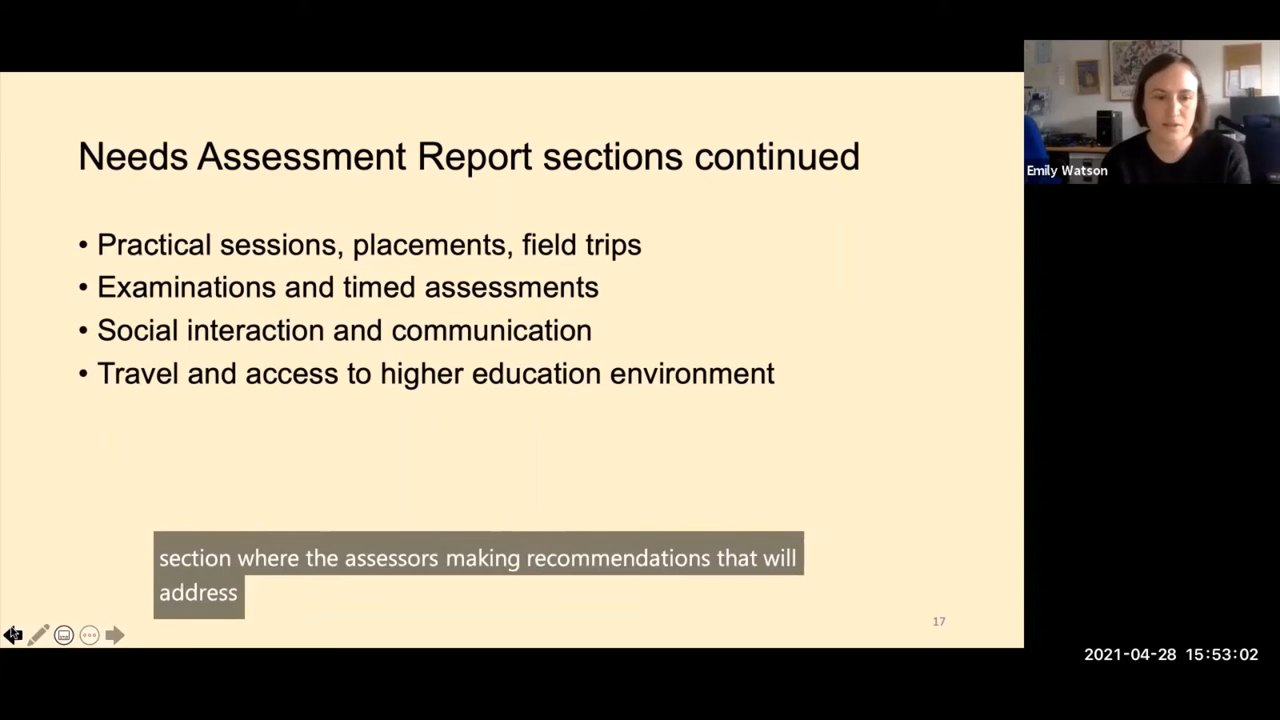 Needs Assessment Report sections continued
• Practical sessions, placements, field trips
• Examinations and timed assessments
• Social interaction and communication
• Travel and access to higher education environment
section where the assessors making recommendations that will
address
17
Emily Watson
2021-04-28 15:53:02